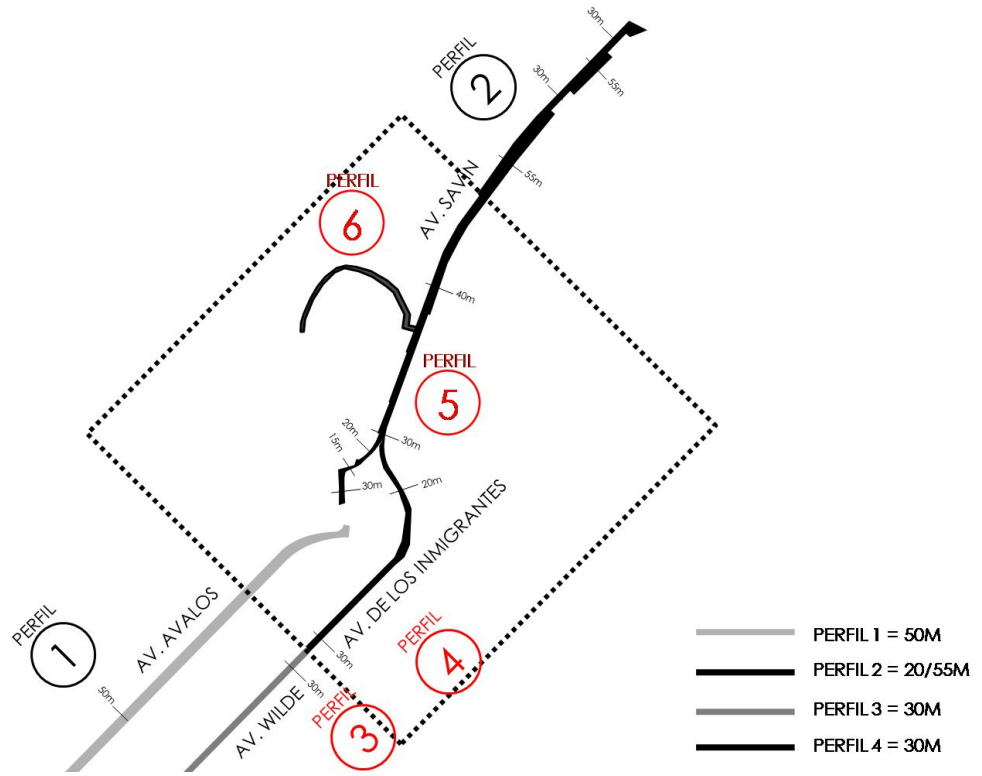 30m
PERFIL
2
30m
55m
55m
AV. SAVIN
PERFIL
6
40m
PERFIL
5
20m
30m
15m
30m
20m
AV. DE LOS INMIGRANTES
AV. AVALOS
PERFIL
1
50m
30m
PERFIL
4
30m
AV. WILDE
PERFIL
3
PERFIL 1 = 50M
PERFIL 2 = 20/55M
PERFIL 3 = 30M
PERFIL 4 = 30M